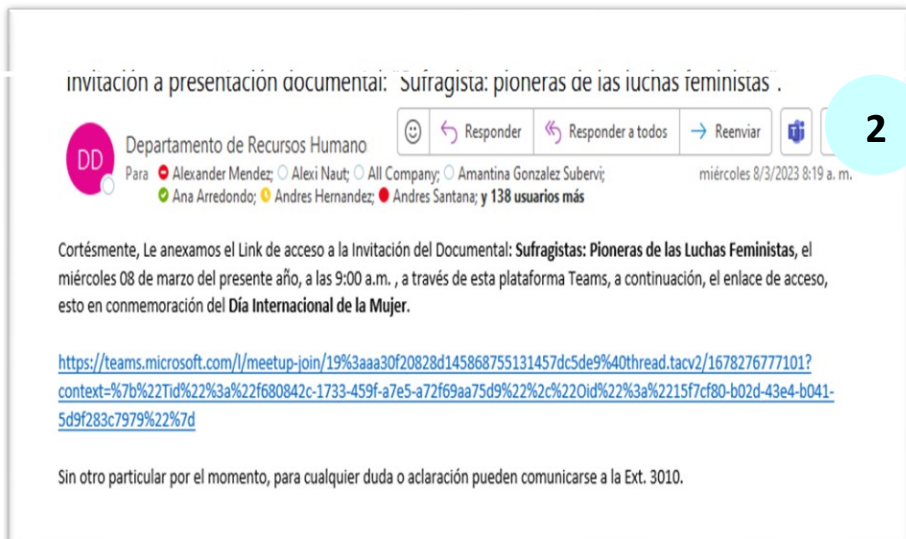 Invitación a presentación documental: "Sufragista: pioneras de las luchas feministas".
2
Responder
Responder a todos
Reenviar
DD
Departamento de Recursos Humano
Para Alexander Mendez; Alexi Naut; All Company; Amantina Gonzalez Subervi;
miércoles 8/3/2023 8:19 a. m.
Ana Arredondo; Andres Hernandez; Andres Santana; y 138 usuarios más
Cortésmente, Le anexamos el Link de acceso a la Invitación del Documental: Sufragistas: Pioneras de las Luchas Feministas, el
miércoles 08 de marzo del presente año, a las 9:00 a.m. , a través de esta plataforma Teams, a continuación, el enlace de acceso,
esto en conmemoración del Día Internacional de la Mujer.
https://teams.microsoft.com/l/meetup-join/19%3aaa30f20828d145868755131457dc5de9%40thread.tacv2/1678276777101?
context=%7b%22Tid%22%3a%22f680842c-1733-459f-a7e5-a72f69aa75d9%22%2c%22Oid%22%3a%2215f7cf80-b02d-43e4-b041-
5d9f283c7979%22%7d
Sin otro particular por el momento, para cualquier duda o aclaración pueden comunicarse a la Ext. 3010.